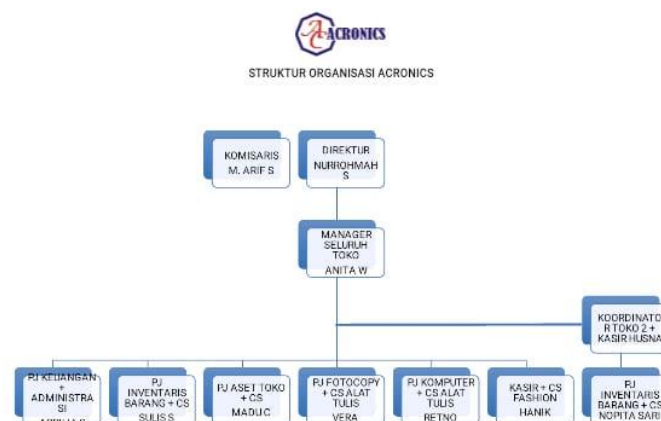 ACRONICS
STRUKTUR ORGANISASI ACRONICS
KOMISARIS
M. ARIF S
DIREKTUR
NURROHMAH
S
MANAGER
SELURUH
TOKO
ANITA W
KOORDINATO
R TOKO 2 +
KASIR HUSNA
PJ KEUANGAN
+
ADMINISTRA
SI
PJ
INVENTARIS
BARANG + CS
SULIS S
PJ ASET TOKO
+ CS
MADU C
PJ FOTOCOPY
+ CS ALAT
TULIS
VERA
PJ KOMPUTER
+ CS ALAT
TULIS
RETNO
KASIR + CS
FASHION
HANIK
PJ
INVENTARIS
BARANG + CS
NOPITA SARI